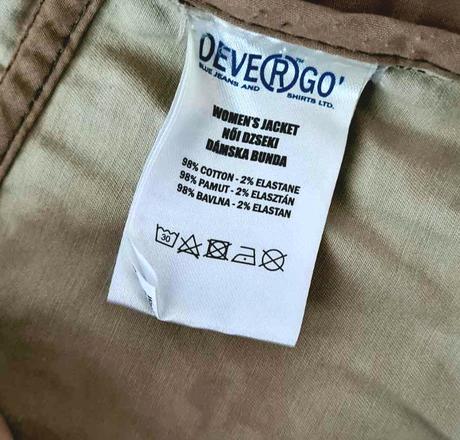 DEVERGO'™
BLUE JEANS AND SHIRTS LTD.
WOMEN'S JACKET
NŐI DZSEKI
DÁMSKA BUNDA
98% COTTON - 2% ELASTANE
98% PAMUT - 2% ELASZTÁN
98% BAVLNA - 2% ELASTAN
30